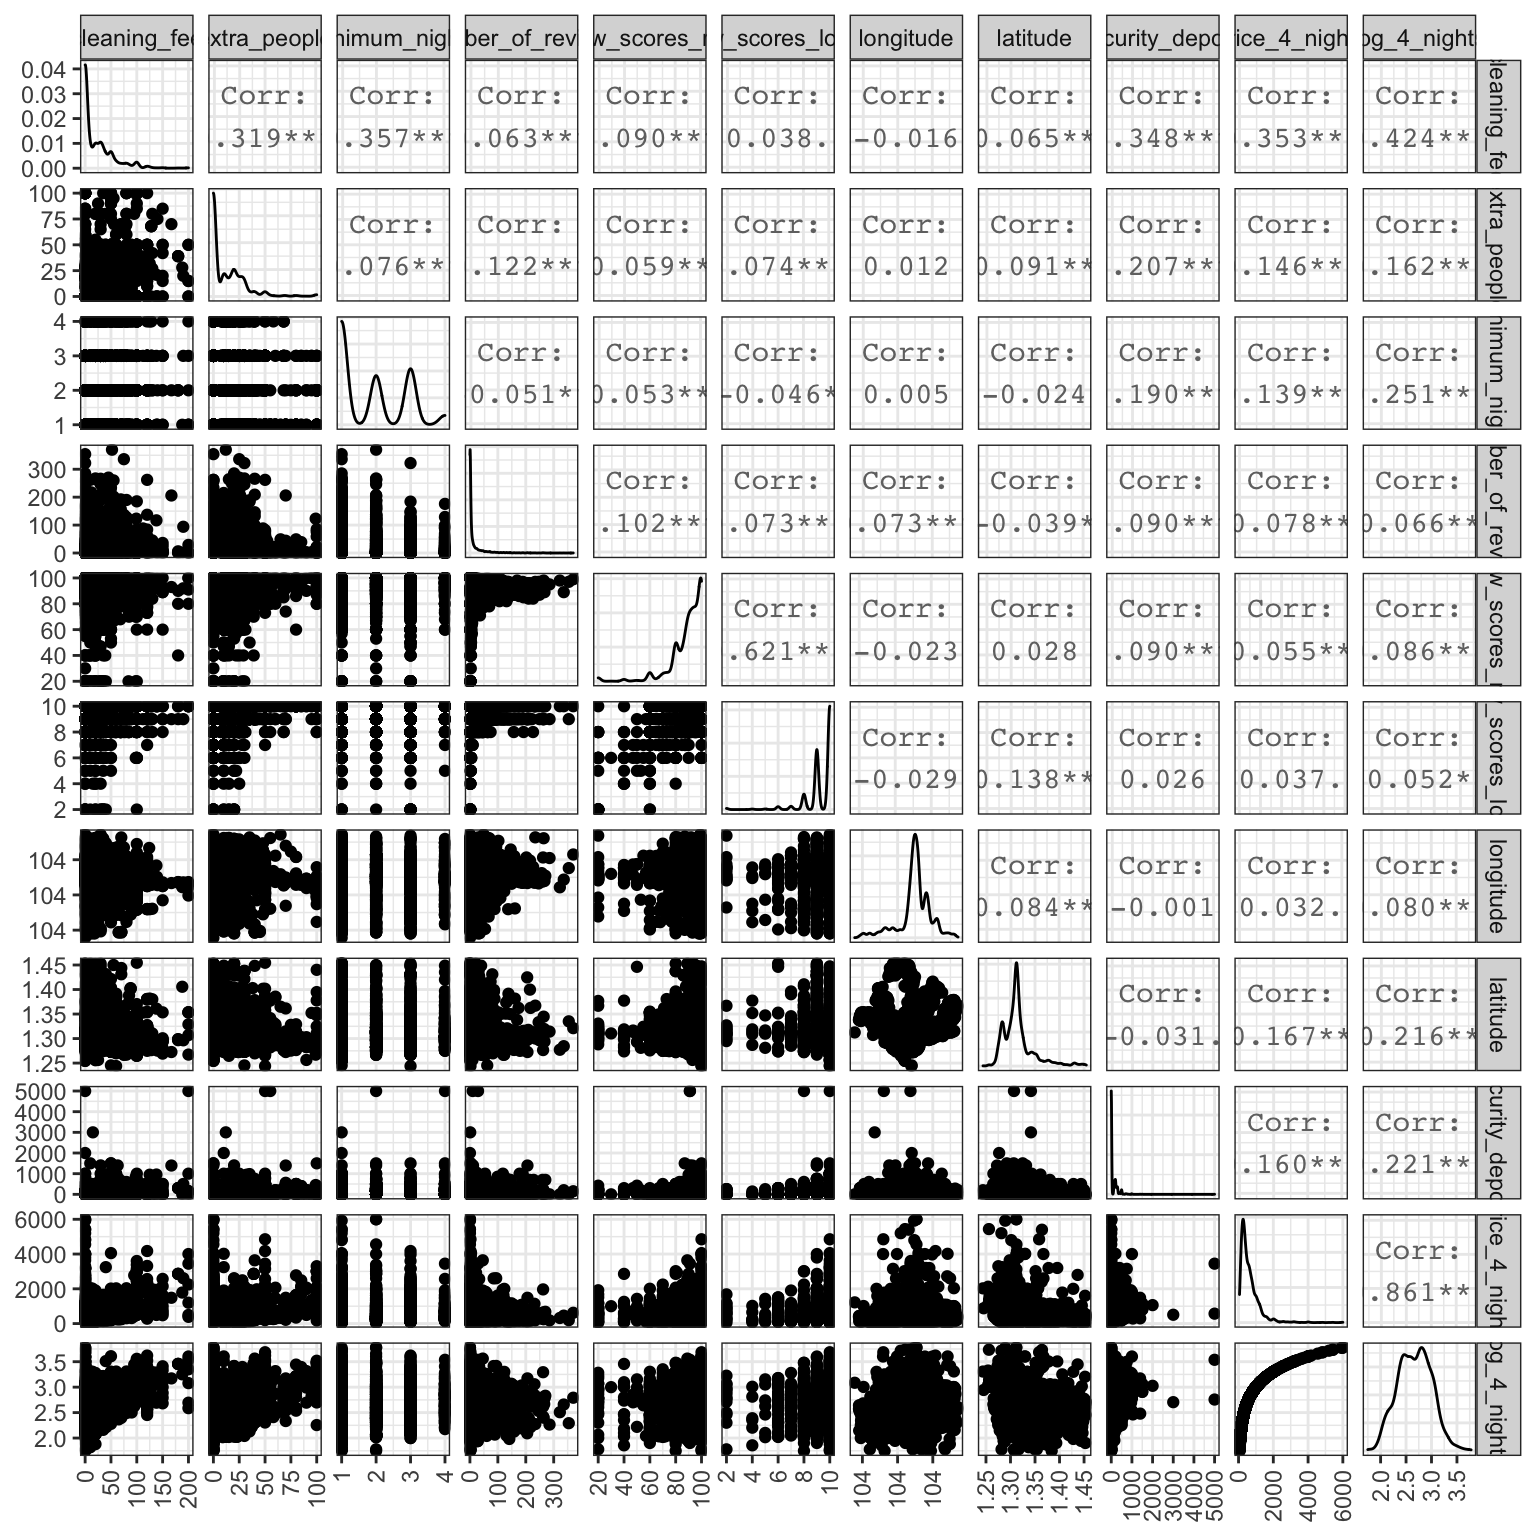 leaning_fe xtra_peopl nimum_nigl ber_of_rev w_scores_r _scores_lo longitude latitude curity_depo ice_4_nigh og_4_night
0.04 0.03 0.02 0.01 0.00
Corr: Corr: Corr: Corr: Corr: Corr: Corr: Corr: Corr: Corr:
.319** .357** .063** .090** 0.038. -0.016 0.065** .348** .353** .424**
leaning_fe
100 75 50 25 0
Corr: Corr: Corr: Corr: Corr: Corr: Corr: Corr: Corr:
.076** .122** 0.059** .074** 0.012 0.091** .207** .146** .162**
xtra_peopl
4 3 2 1
Corr: Corr: Corr: Corr: Corr: Corr: Corr: Corr:
0.051* 0.053** -0.046* 0.005 -0.024 .190** .139** .251**
nimum_nig
300 200 100 0
Corr: Corr: Corr: Corr: Corr: Corr: Corr:
.102** .073** .073** -0.039* .090** 0.078** 0.066**
ber_of_rev
100 80 60 40 20
Corr: Corr: Corr: Corr: Corr: Corr:
.621** -0.023 0.028 .090** 0.055** .086**
w_scores_r
10 8 6 4 2
Corr: Corr: Corr: Corr: Corr:
-0.029 0.138** 0.026 0.037. 0.052*
_scores_lo
104 104 104
Corr: Corr: Corr: Corr:
0.084** -0.001 0.032. .080**
longitude
1.45 1.40 1.35 1.30 1.25
Corr: Corr: Corr:
-0.031. 0.167** 0.216**
latitude
5000 4000 3000 2000 1000 0
Corr: Corr:
.160** .221**
curity_depo
6000 4000 2000 0
Corr:
.861**
ice_4_nigh
3.5 3.0 2.5 2.0
og_4_night
0 50 100 150 200 0 25 50 75 100 1 2 3 4 0 100 200 300 20 40 60 80 100 2 4 6 8 10 104 104 104 1.25 1.30 1.35 1.40 1.45 0 1000 2000 3000 4000 5000 0 2000 4000 6000 2.0 2.5 3.0 3.5